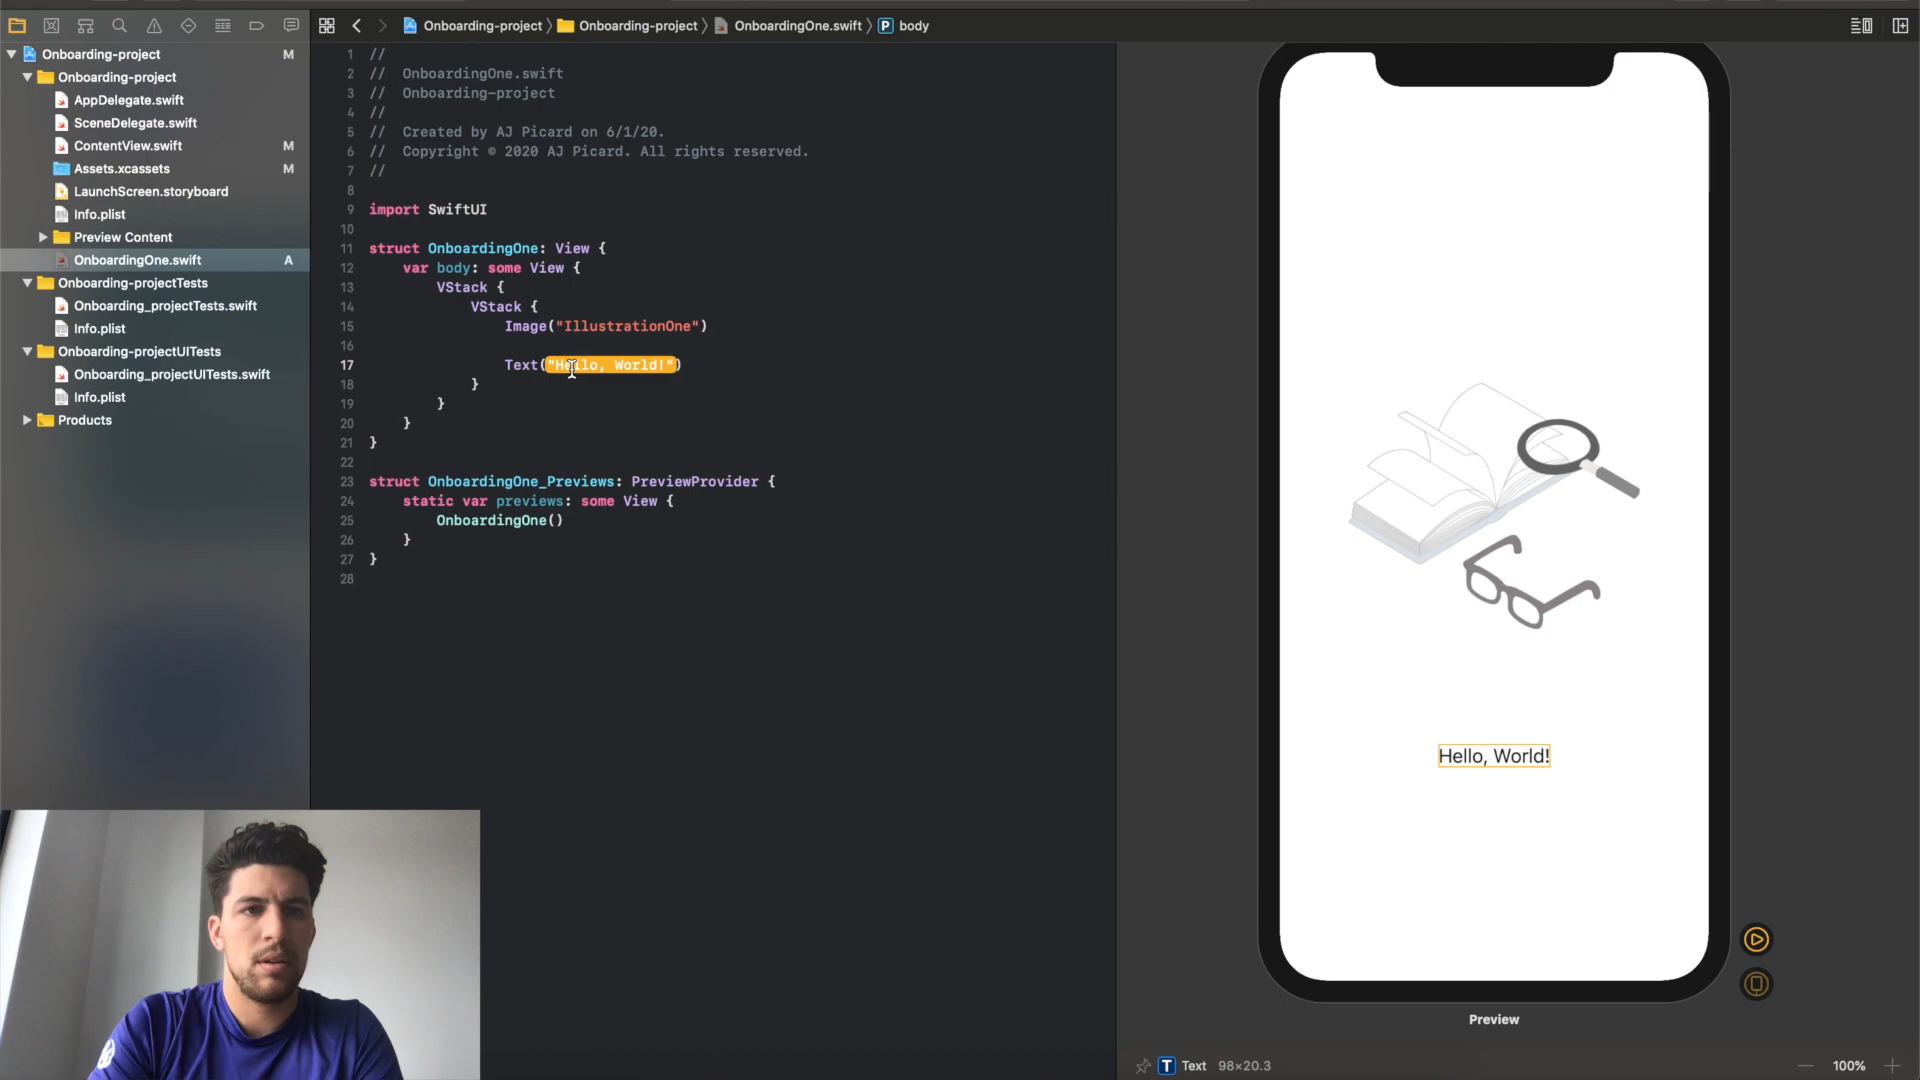 Onboarding-project 〉 Onboarding-project 〉 OnboardingOne.swift 〉 P body
Onboarding-project M
Onboarding-project
AppDelegate.swift
SceneDelegate.swift
ContentView.swift M
Assets.xcassets M
LaunchScreen.storyboard
Info.plist
Preview Content
OnboardingOne.swift A
Onboarding-projectTests
Onboarding_projectTests.swift
Info.plist
Onboarding-projectUITests
Onboarding_projectUITests.swift
Info.plist
Products
1 //
2 // OnboardingOne.swift
3 // Onboarding-project
4 //
5 // Created by AJ Picard on 6/1/20.
6 // Copyright © 2020 AJ Picard. All rights reserved.
7 //
8
9 import SwiftUI
10
11 struct OnboardingOne: View {
12 var body: some View {
13 VStack {
14 VStack {
15 Image("IllustrationOne")
16
17 Text("Hello, World!")
18 }
19 }
20 }
21 }
22
23 struct OnboardingOne_Previews: PreviewProvider {
24 static var previews: some View {
25 OnboardingOne()
26 }
27 }
28
Hello, World!
Preview
T Text 98×20.3
100%